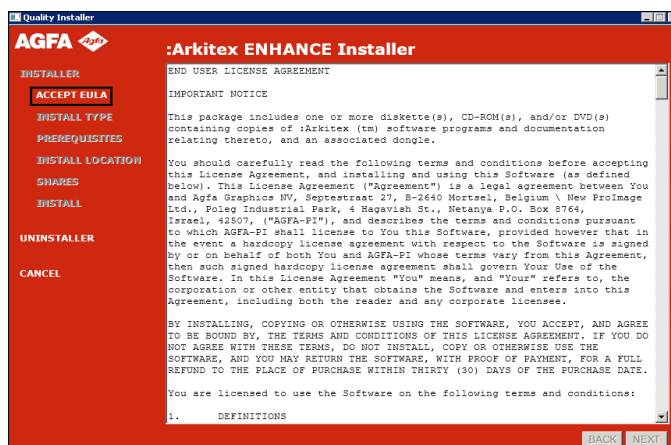 Quality Installer
AGFA Agfa
:Arkitex ENHANCE Installer
INSTALLER
ACCEPT EULA
INSTALL TYPE
PREREQUISITES
INSTALL LOCATION
SHARES
INSTALL
UNINSTALLER
CANCEL
END USER LICENSE AGREEMENT
IMPORTANT NOTICE
This package includes one or more diskette(s), CD-ROM(s), and/or DVD(s)
containing copies of :Arkitex (tm) software programs and documentation
relating thereto, and an associated dongle.
You should carefully read the following terms and conditions before accepting
this License Agreement, and installing and using this Software (as defined
below). This License Agreement ("Agreement") is a legal agreement between You
and Agfa Graphics NV, Septestraat 27, B-2640 Mortsel, Belgium \ New ProImage
Ltd., Poleg Industrial Park, 4 Hagavish St., Netanya P.O. Box 8764,
Israel, 42507, ("AGFA-PI"), and describes the terms and conditions pursuant
to which AGFA-PI shall license to You this Software, provided however that in
the event a hardcopy license agreement with respect to the Software is signed
by or on behalf of both You and AGFA-PI whose terms vary from this Agreement,
then such signed hardcopy license agreement shall govern Your Use of the
Software. In this License Agreement "You" means, and "Your" refers to, the
corporation or other entity that obtains the Software and enters into this
Agreement, including both the reader and any corporate licensee.
BY INSTALLING, COPYING OR OTHERWISE USING THE SOFTWARE, YOU ACCEPT, AND AGREE
TO BE BOUND BY, THE TERMS AND CONDITIONS OF THIS LICENSE AGREEMENT. IF YOU DO
NOT AGREE WITH THESE TERMS, DO NOT INSTALL, COPY OR OTHERWISE USE THE
SOFTWARE, AND YOU MAY RETURN THE SOFTWARE, WITH PROOF OF PAYMENT, FOR A FULL
REFUND TO THE PLACE OF PURCHASE WITHIN THIRTY (30) DAYS OF THE PURCHASE DATE.
You are licensed to use the Software on the following terms and conditions:
1. DEFINITIONS
BACK NEXT